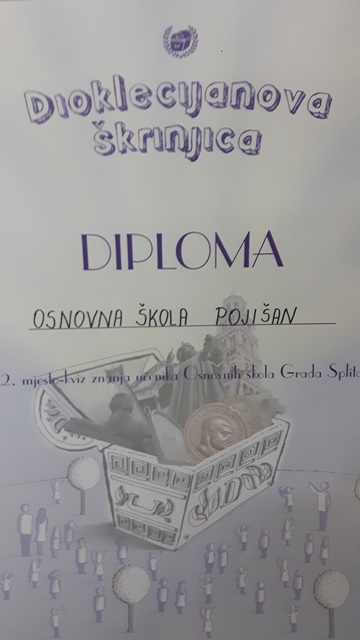 Dioklecijanova
škrinjica
DIPLOMA
OSNOVNA ŠKOLA POJIŠAN
2. mjesto-kviz znanja učenika Osnovnih škola Grada Splita